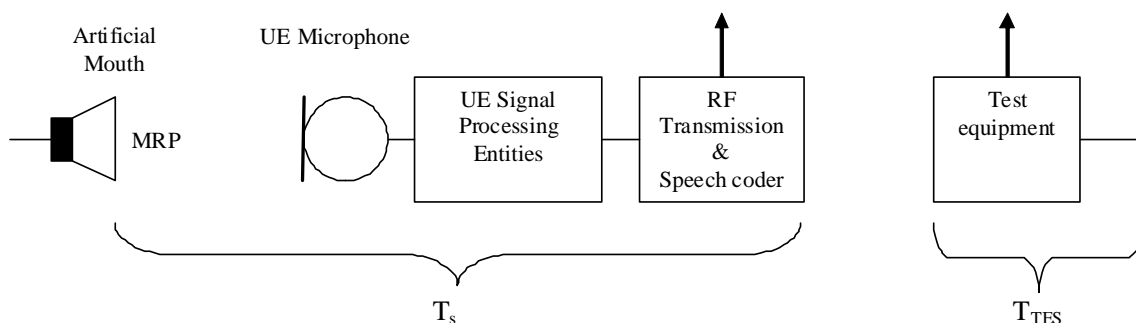 Artificial
Mouth
UE Microphone
MRP
UE Signal
Processing
Entities
RF
Transmission
&
Speech coder
Test
equipment
Ts
TTES